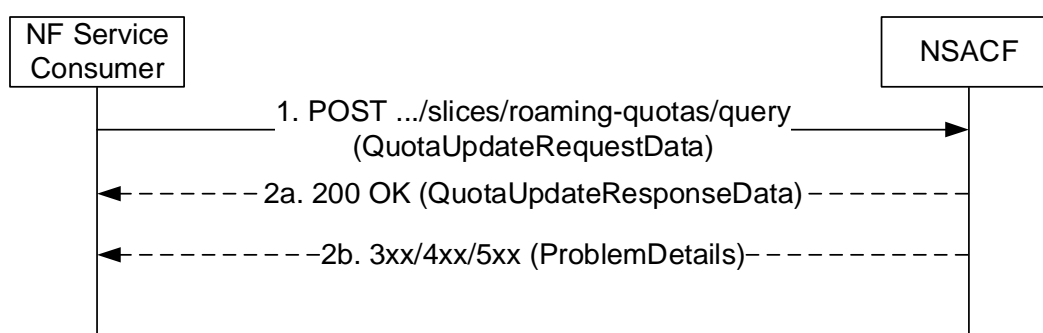 NF Service
Consumer
NSACF
1. POST .../slices/roaming-quotas/query
(QuotaUpdateRequestData)
2a. 200 OK (QuotaUpdateResponseData)
2b. 3xx/4xx/5xx (ProblemDetails)